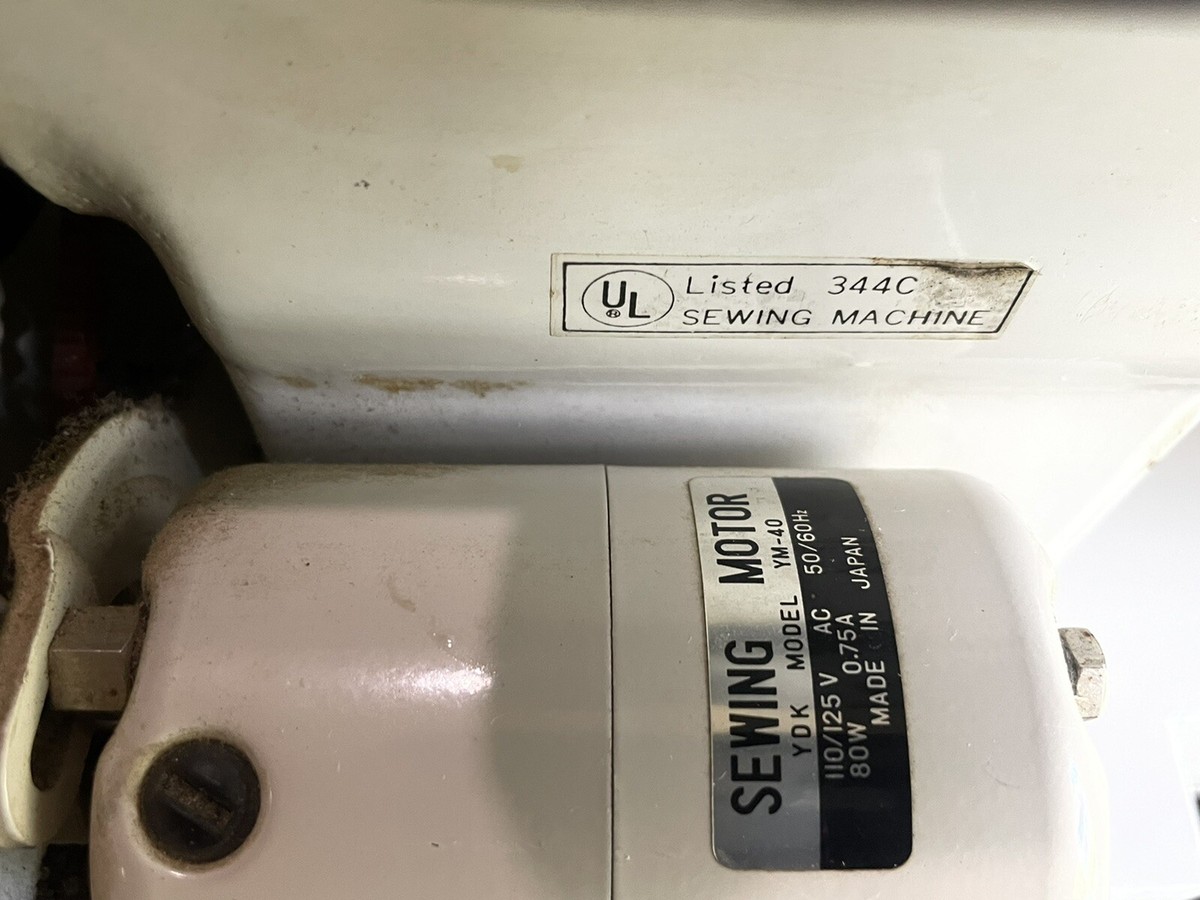 UL
®
Listed 344C
SEWING MACHINE
SEWING MOTOR
YDK MODEL YM-40
110/125 V AC 50/60Hz
80W 0.75A
MADE IN JAPAN